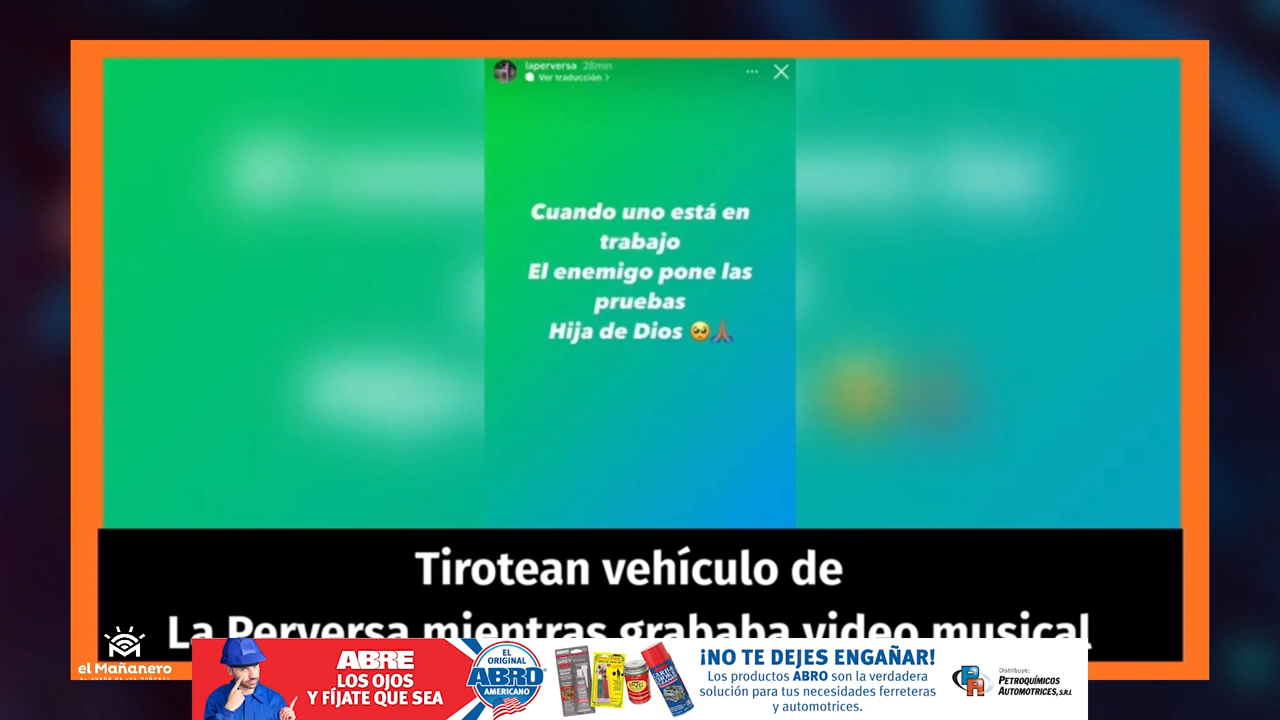 laperversa 28min
Ver traducción >
Cuando uno está en
trabajo
El enemigo pone las
pruebas
Hija de Dios 🥺🙏🏽
Tirotean vehículo de
La Perversa mientras grababa video musical
el Mañanero
ABRE
LOS OJOS
Y FÍJATE QUE SEA
EL
ORIGINAL
ABRO
AMERICANO
¡NO TE DEJES ENGAÑAR!
Los productos ABRO son la verdadera
solución para tus necesidades ferreteras
y automotrices.
Distribuye:
PETROQUÍMICOS
AUTOMOTRICES, S.R.L